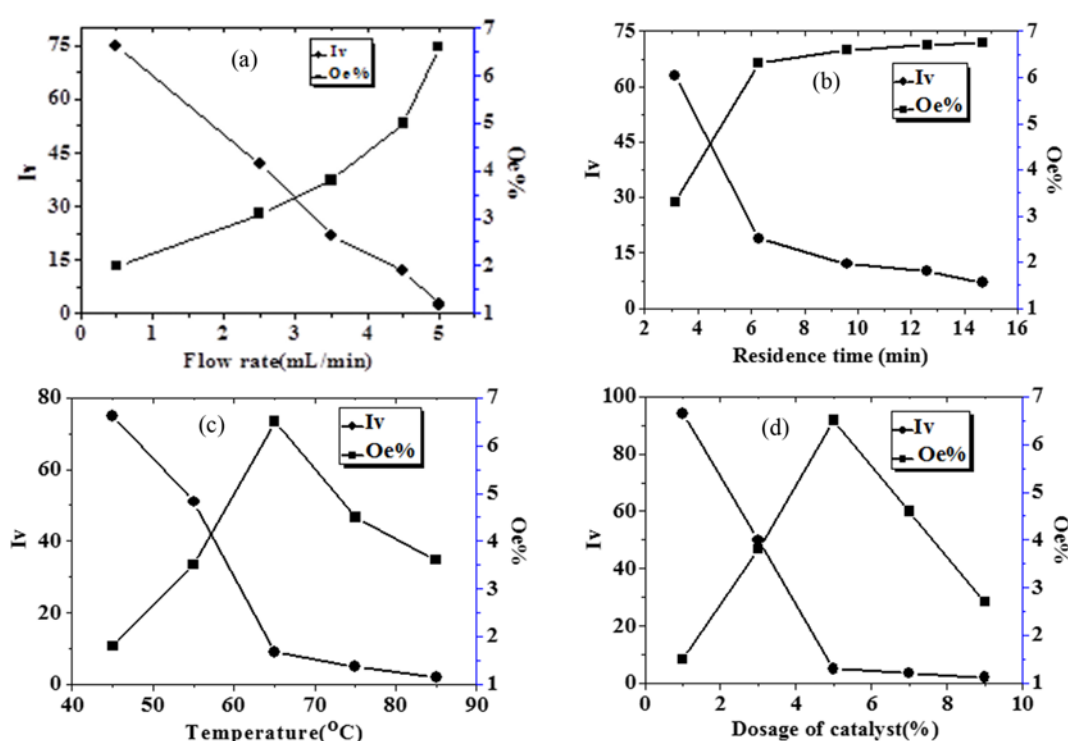 (a)
Iv
Oe%
75
60
45
30
15
0
Iv
7
6
5
4
3
2
1
Oe%
0 1 2 3 4 5
Flow rate(mL/min)
(b)
Iv
Oe%
75
60
45
30
15
0
Iv
7
6
5
4
3
2
1
Oe%
2 4 6 8 10 12 14 16
Residence time (min)
(c)
Iv
Oe%
80
60
40
20
0
Iv
7
6
5
4
3
2
1
Oe%
40 50 60 70 80 90
Temperature(OC)
(d)
Iv
Oe%
100
80
60
40
20
0
Iv
7
6
5
4
3
2
1
Oe%
0 2 4 6 8 10
Dosage of catalyst(%)